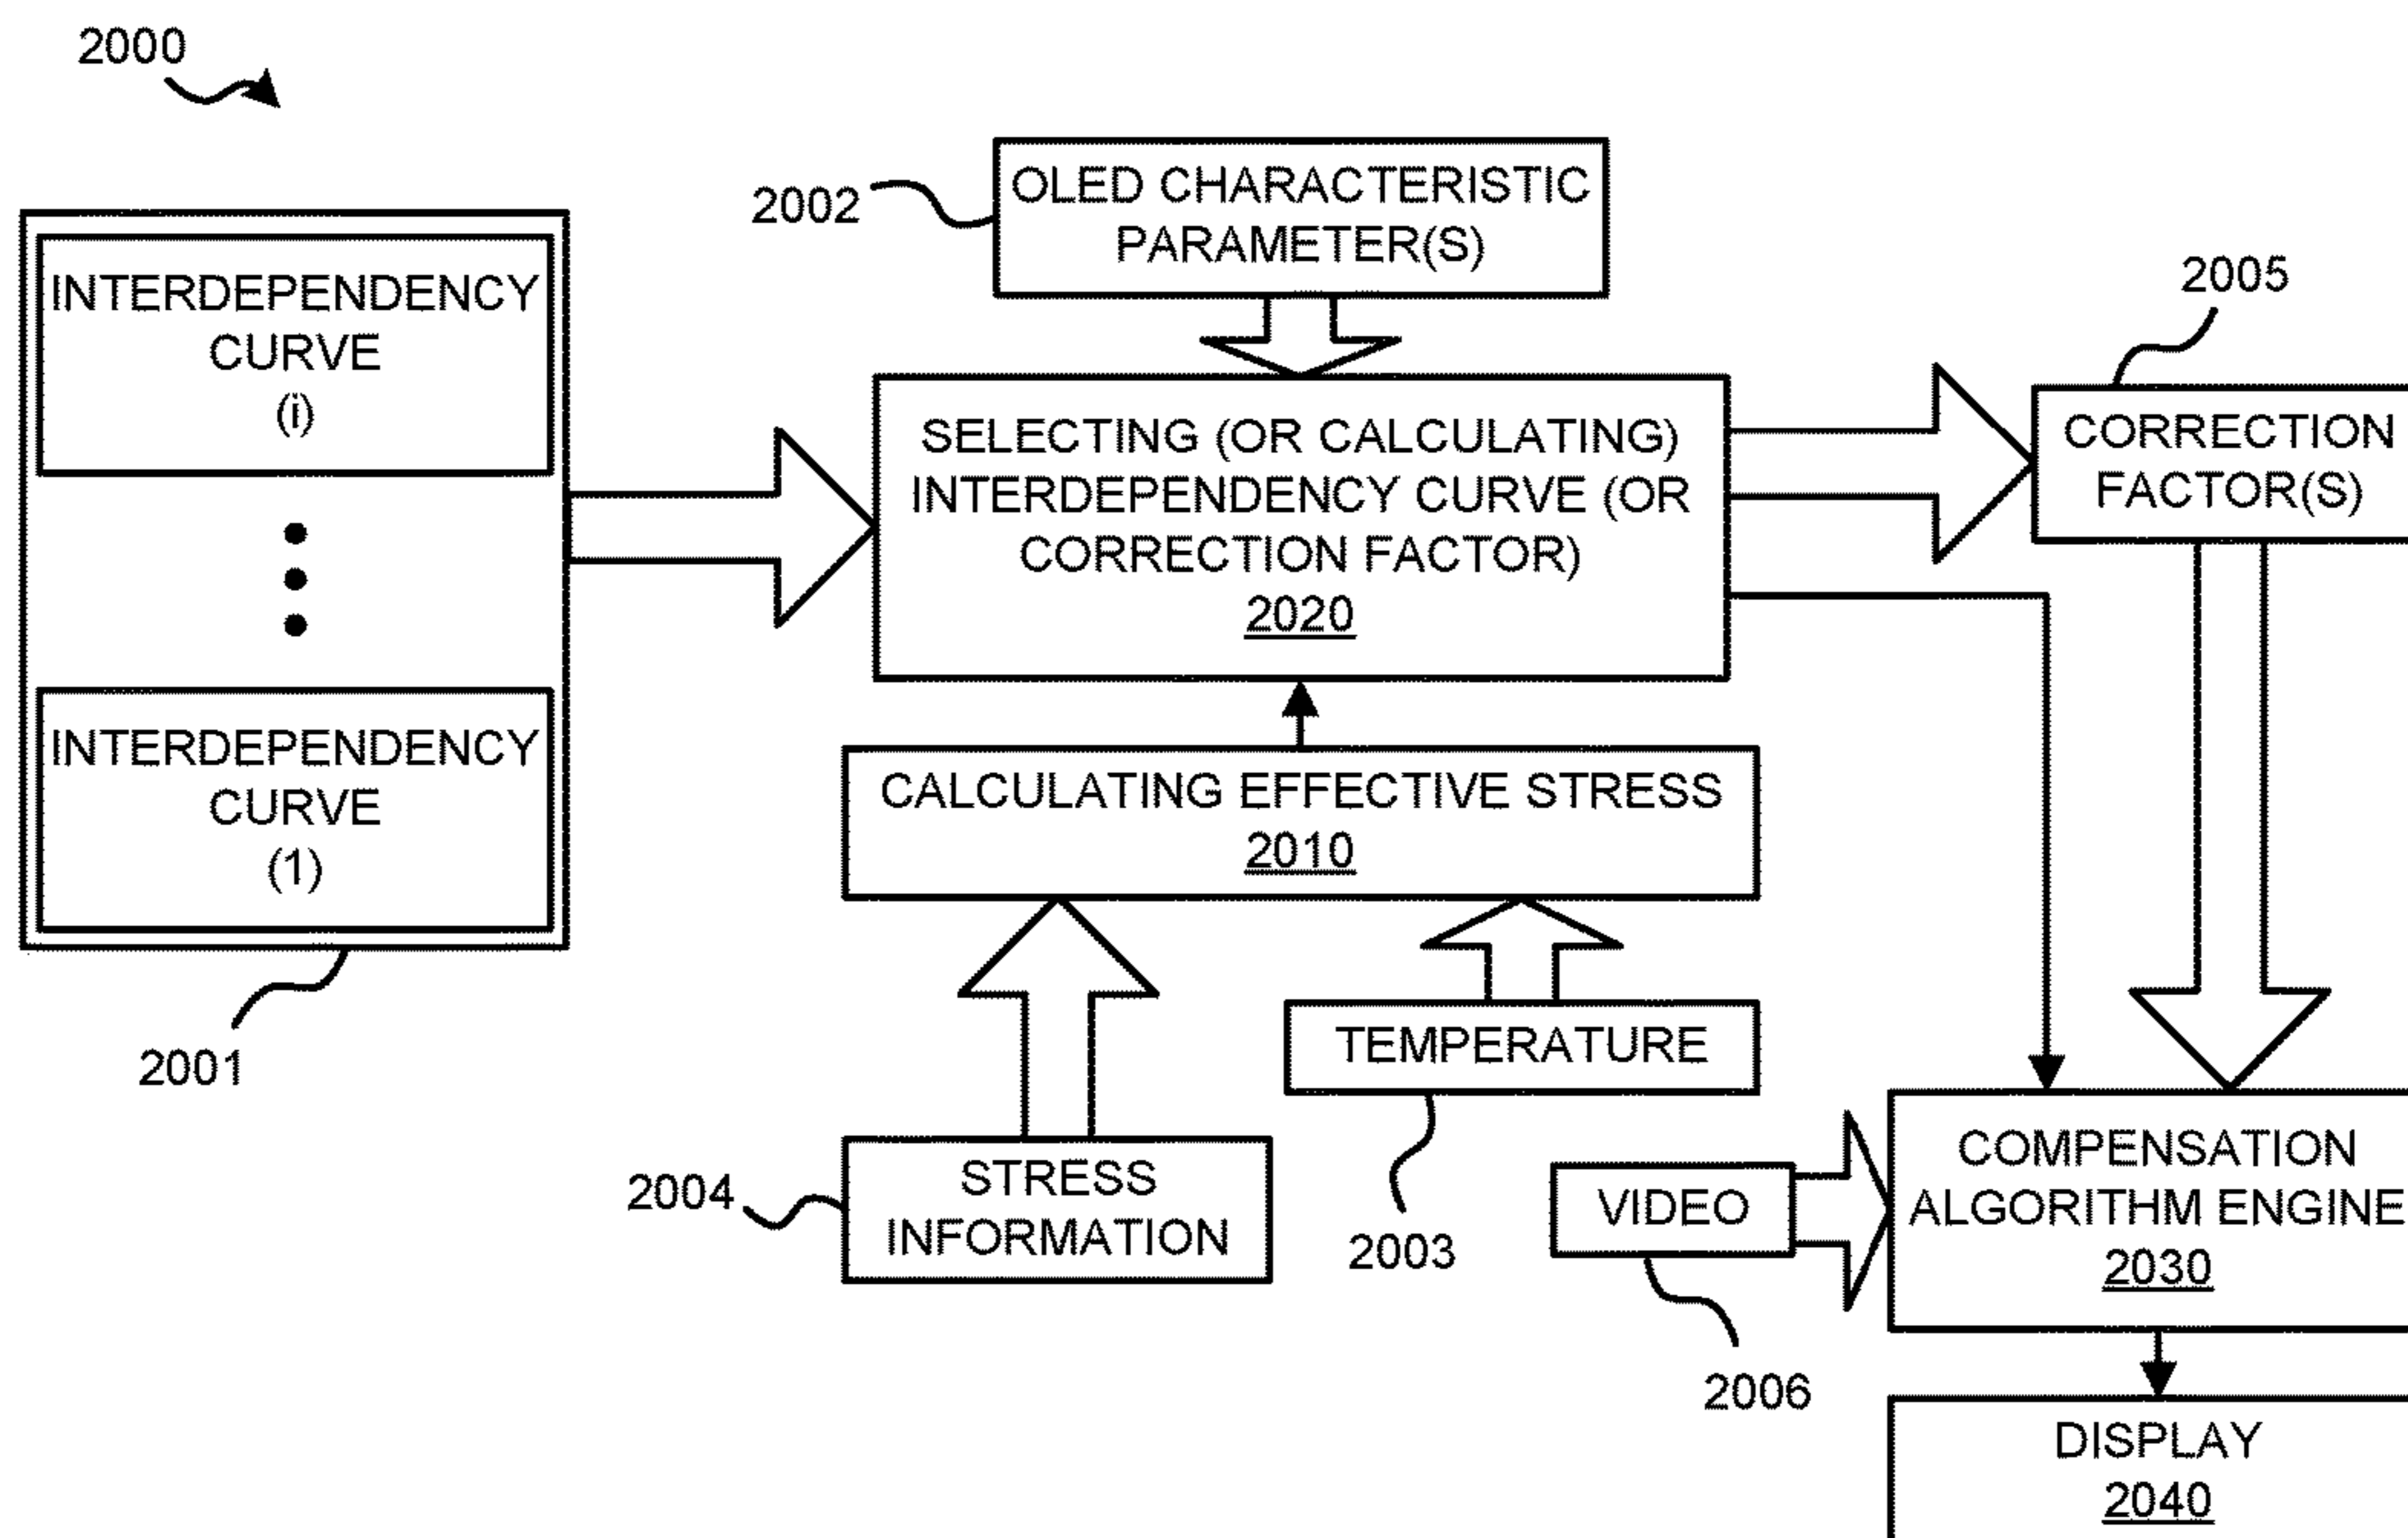 2000
2002
OLED CHARACTERISTIC
PARAMETER(S)
2005
INTERDEPENDENCY
CURVE
(i)
SELECTING (OR CALCULATING)
INTERDEPENDENCY CURVE (OR
CORRECTION FACTOR)
2020
CORRECTION
FACTOR(S)
INTERDEPENDENCY
CURVE
(1)
2001
CALCULATING EFFECTIVE STRESS
2010
TEMPERATURE
2003
2004
STRESS
INFORMATION
VIDEO
2006
COMPENSATION
ALGORITHM ENGINE
2030
DISPLAY
2040